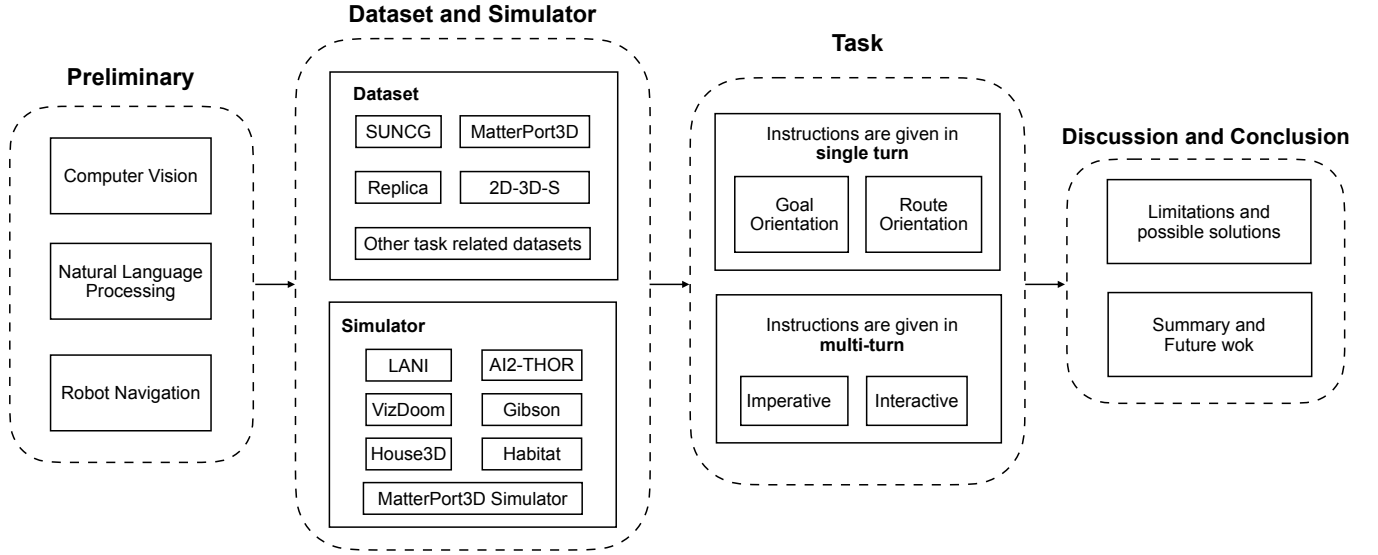 Preliminary
Computer Vision
Natural Language
Processing
Robot Navigation
Dataset and Simulator
Dataset
SUNCG
MatterPort3D
Replica
2D-3D-S
Other task related datasets
Simulator
LANI
AI2-THOR
VizDoom
Gibson
House3D
Habitat
MatterPort3D Simulator
Task
Instructions are given in
single turn
Goal
Orientation
Route
Orientation
Instructions are given in
multi-turn
Imperative
Interactive
Discussion and Conclusion
Limitations and
possible solutions
Summary and
Future wok